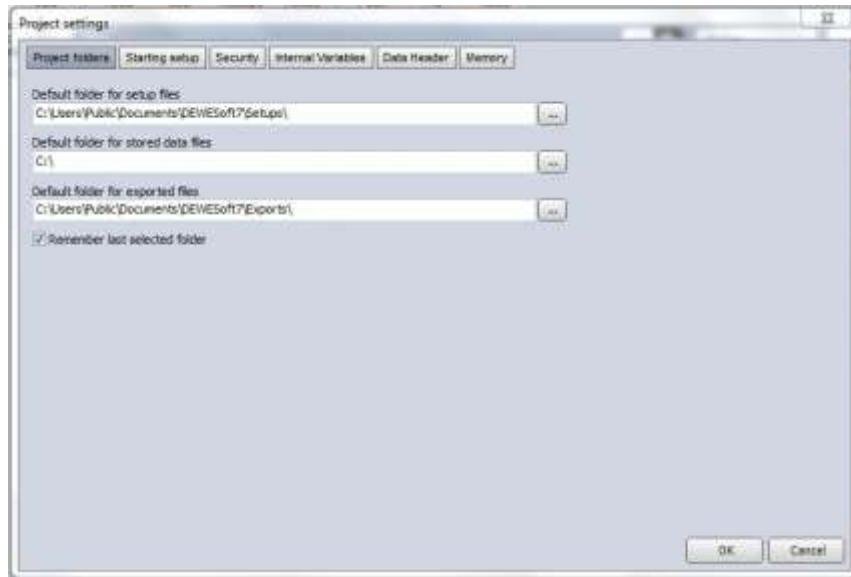 Project settings
Project folders Starting setup Security Internal Variables Data Header Memory
Default folder for setup files
C:\Users\Public\Documents\DEWESoft7\Setups\
...
Default folder for stored data files
C:\
...
Default folder for exported files
C:\Users\Public\Documents\DEWESoft7\Exports\
...
Remember last selected folder
OK Cancel